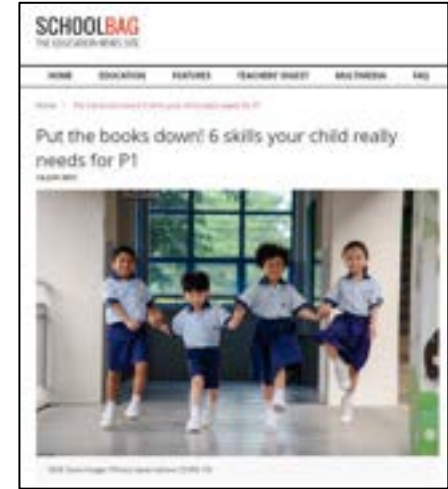 SCHOOLBAG
THE EDUCATION NEWS SITE
HOME EDUCATION FEATURES TEACHERS' DIGEST MULTIMEDIA FAQ
Home
Put the books down! 6 skills your child really
needs for P1